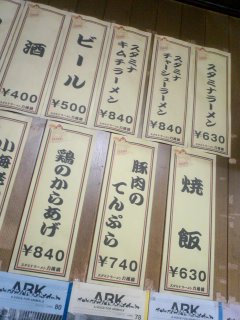 スタミナラーメン
¥630
スタミナ
チャーシューラーメン
¥840
スタミナ
キムチラーメン
¥840
ビール
¥500
酒
¥400
焼飯
¥630
豚肉の
てんぷら
¥740
鶏のからあげ
¥840
ARK
ARK